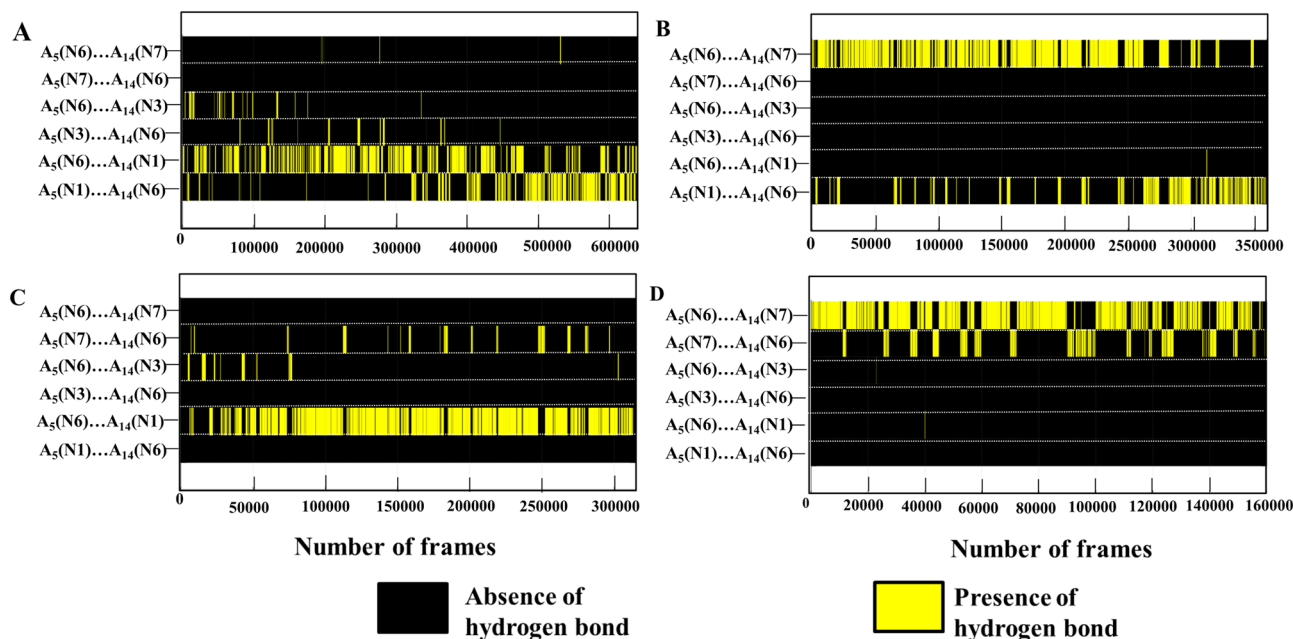 A
A₅(N6)...A₁₄(N7)
A₅(N7)...A₁₄(N6)
A₅(N6)...A₁₄(N3)
A₅(N3)...A₁₄(N6)
A₅(N6)...A₁₄(N1)
A₅(N1)...A₁₄(N6)
0 100000 200000 300000 400000 500000 600000
B
A₅(N6)...A₁₄(N7)
A₅(N7)...A₁₄(N6)
A₅(N6)...A₁₄(N3)
A₅(N3)...A₁₄(N6)
A₅(N6)...A₁₄(N1)
A₅(N1)...A₁₄(N6)
0 50000 100000 150000 200000 250000 300000 350000
C
A₅(N6)...A₁₄(N7)
A₅(N7)...A₁₄(N6)
A₅(N6)...A₁₄(N3)
A₅(N3)...A₁₄(N6)
A₅(N6)...A₁₄(N1)
A₅(N1)...A₁₄(N6)
0 50000 100000 150000 200000 250000 300000
Number of frames
D
A₅(N6)...A₁₄(N7)
A₅(N7)...A₁₄(N6)
A₅(N6)...A₁₄(N3)
A₅(N3)...A₁₄(N6)
A₅(N6)...A₁₄(N1)
A₅(N1)...A₁₄(N6)
0 20000 40000 60000 80000 100000 120000 140000 160000
Number of frames
Absence of
hydrogen bond
Presence of
hydrogen bond